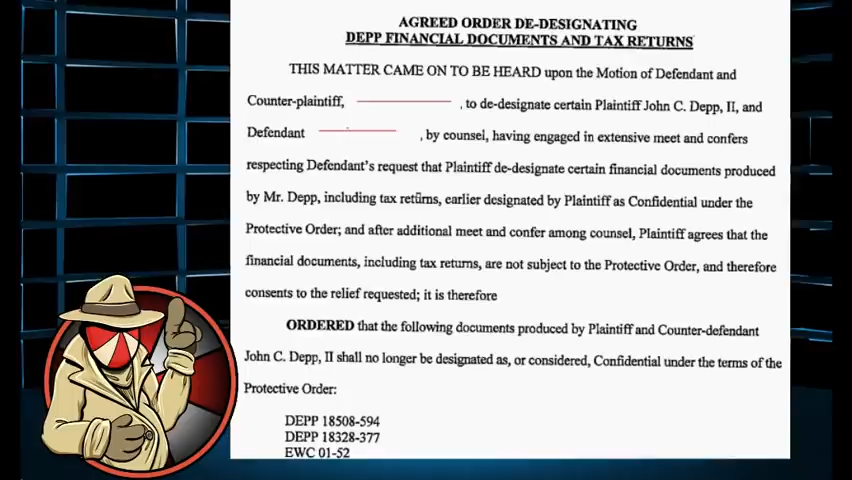 AGREED ORDER DE-DESIGNATING
DEPP FINANCIAL DOCUMENTS AND TAX RETURNS
THIS MATTER CAME ON TO BE HEARD upon the Motion of Defendant and
Counter-plaintiff, , to de-designate certain Plaintiff John C. Depp, II, and
Defendant , by counsel, having engaged in extensive meet and confers
respecting Defendant's request that Plaintiff de-designate certain financial documents produced
by Mr. Depp, including tax returns, earlier designated by Plaintiff as Confidential under the
Protective Order; and after additional meet and confer among counsel, Plaintiff agrees that the
financial documents, including tax returns, are not subject to the Protective Order, and therefore
consents to the relief requested; it is therefore
ORDERED that the following documents produced by Plaintiff and Counter-defendant
John C. Depp, II shall no longer be designated as, or considered, Confidential under the terms of the
Protective Order:
DEPP 18508-594
DEPP 18328-377
EWC 01-52